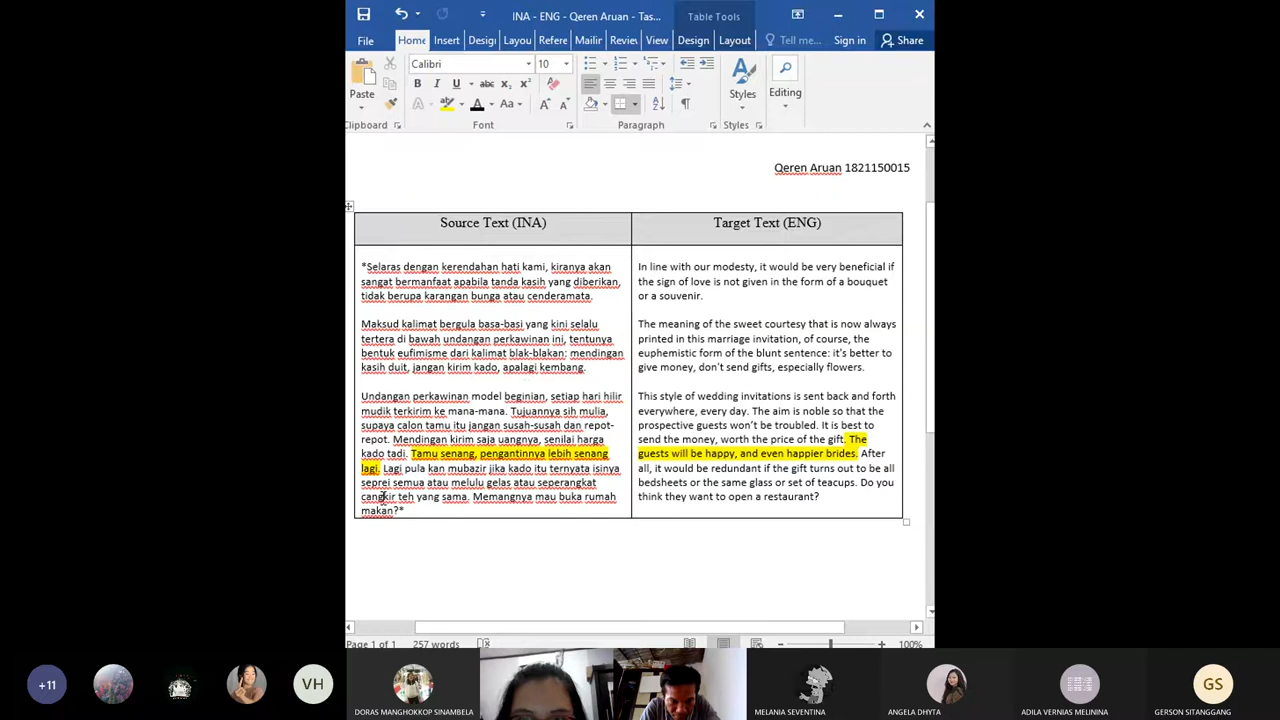 INA - ENG - Qeren Aruan - Tas...
Table Tools
File
Home
Insert
Desig
Layou
Refere
Mailir
Reviev
View
Design
Layout
Tell me...
Sign in
Share
Paste
Calibri
10
B I U abc x₂ x²
A A Aa A A
Styles
Editing
Clipboard
Font
Paragraph
Styles
Qeren Aruan 1821150015
Source Text (INA)
Target Text (ENG)
*Selaras dengan kerendahan hati kami, kiranya akan
sangat bermanfaat apabila tanda kasih yang diberikan,
tidak berupa karangan bunga atau cenderamata.
Maksud kalimat bergula basa-basi yang kini selalu
tertera di bawah undangan perkawinan ini, tentunya
bentuk eufimisme dari kalimat blak-blakan: mendingan
kasih duit, jangan kirim kado, apalagi kembang.
Undangan perkawinan model beginian, setiap hari hilir
mudik terkirim ke mana-mana. Tujuannya sih mulia,
supaya calon tamu itu jangan susah-susah dan repot-
repot. Mendingan kirim saja uangnya, senilai harga
kado tadi. Tamu senang, pengantinnya lebih senang
lagi. Lagi pula kan mubazir jika kado itu ternyata isinya
seprei semua atau melulu gelas atau seperangkat
cangkir teh yang sama. Memangnya mau buka rumah
makan?*
In line with our modesty, it would be very beneficial if
the sign of love is not given in the form of a bouquet
or a souvenir.
The meaning of the sweet courtesy that is now always
printed in this marriage invitation, of course, the
euphemistic form of the blunt sentence: it's better to
give money, don't send gifts, especially flowers.
This style of wedding invitations is sent back and forth
everywhere, every day. The aim is noble so that the
prospective guests won't be troubled. It is best to
send the money, worth the price of the gift. The
guests will be happy, and even happier brides. After
all, it would be redundant if the gift turns out to be all
bedsheets or the same glass or set of teacups. Do you
think they want to open a restaurant?
Page 1 of 1
257 words
100%
+11
VH
DORAS MANGHOKKOP SINAMBELA
MELANIA SEVENTINA
ANGELA DHYTA
ADILA VERNIAS MELININA
GS
GERSON SITANGGANG